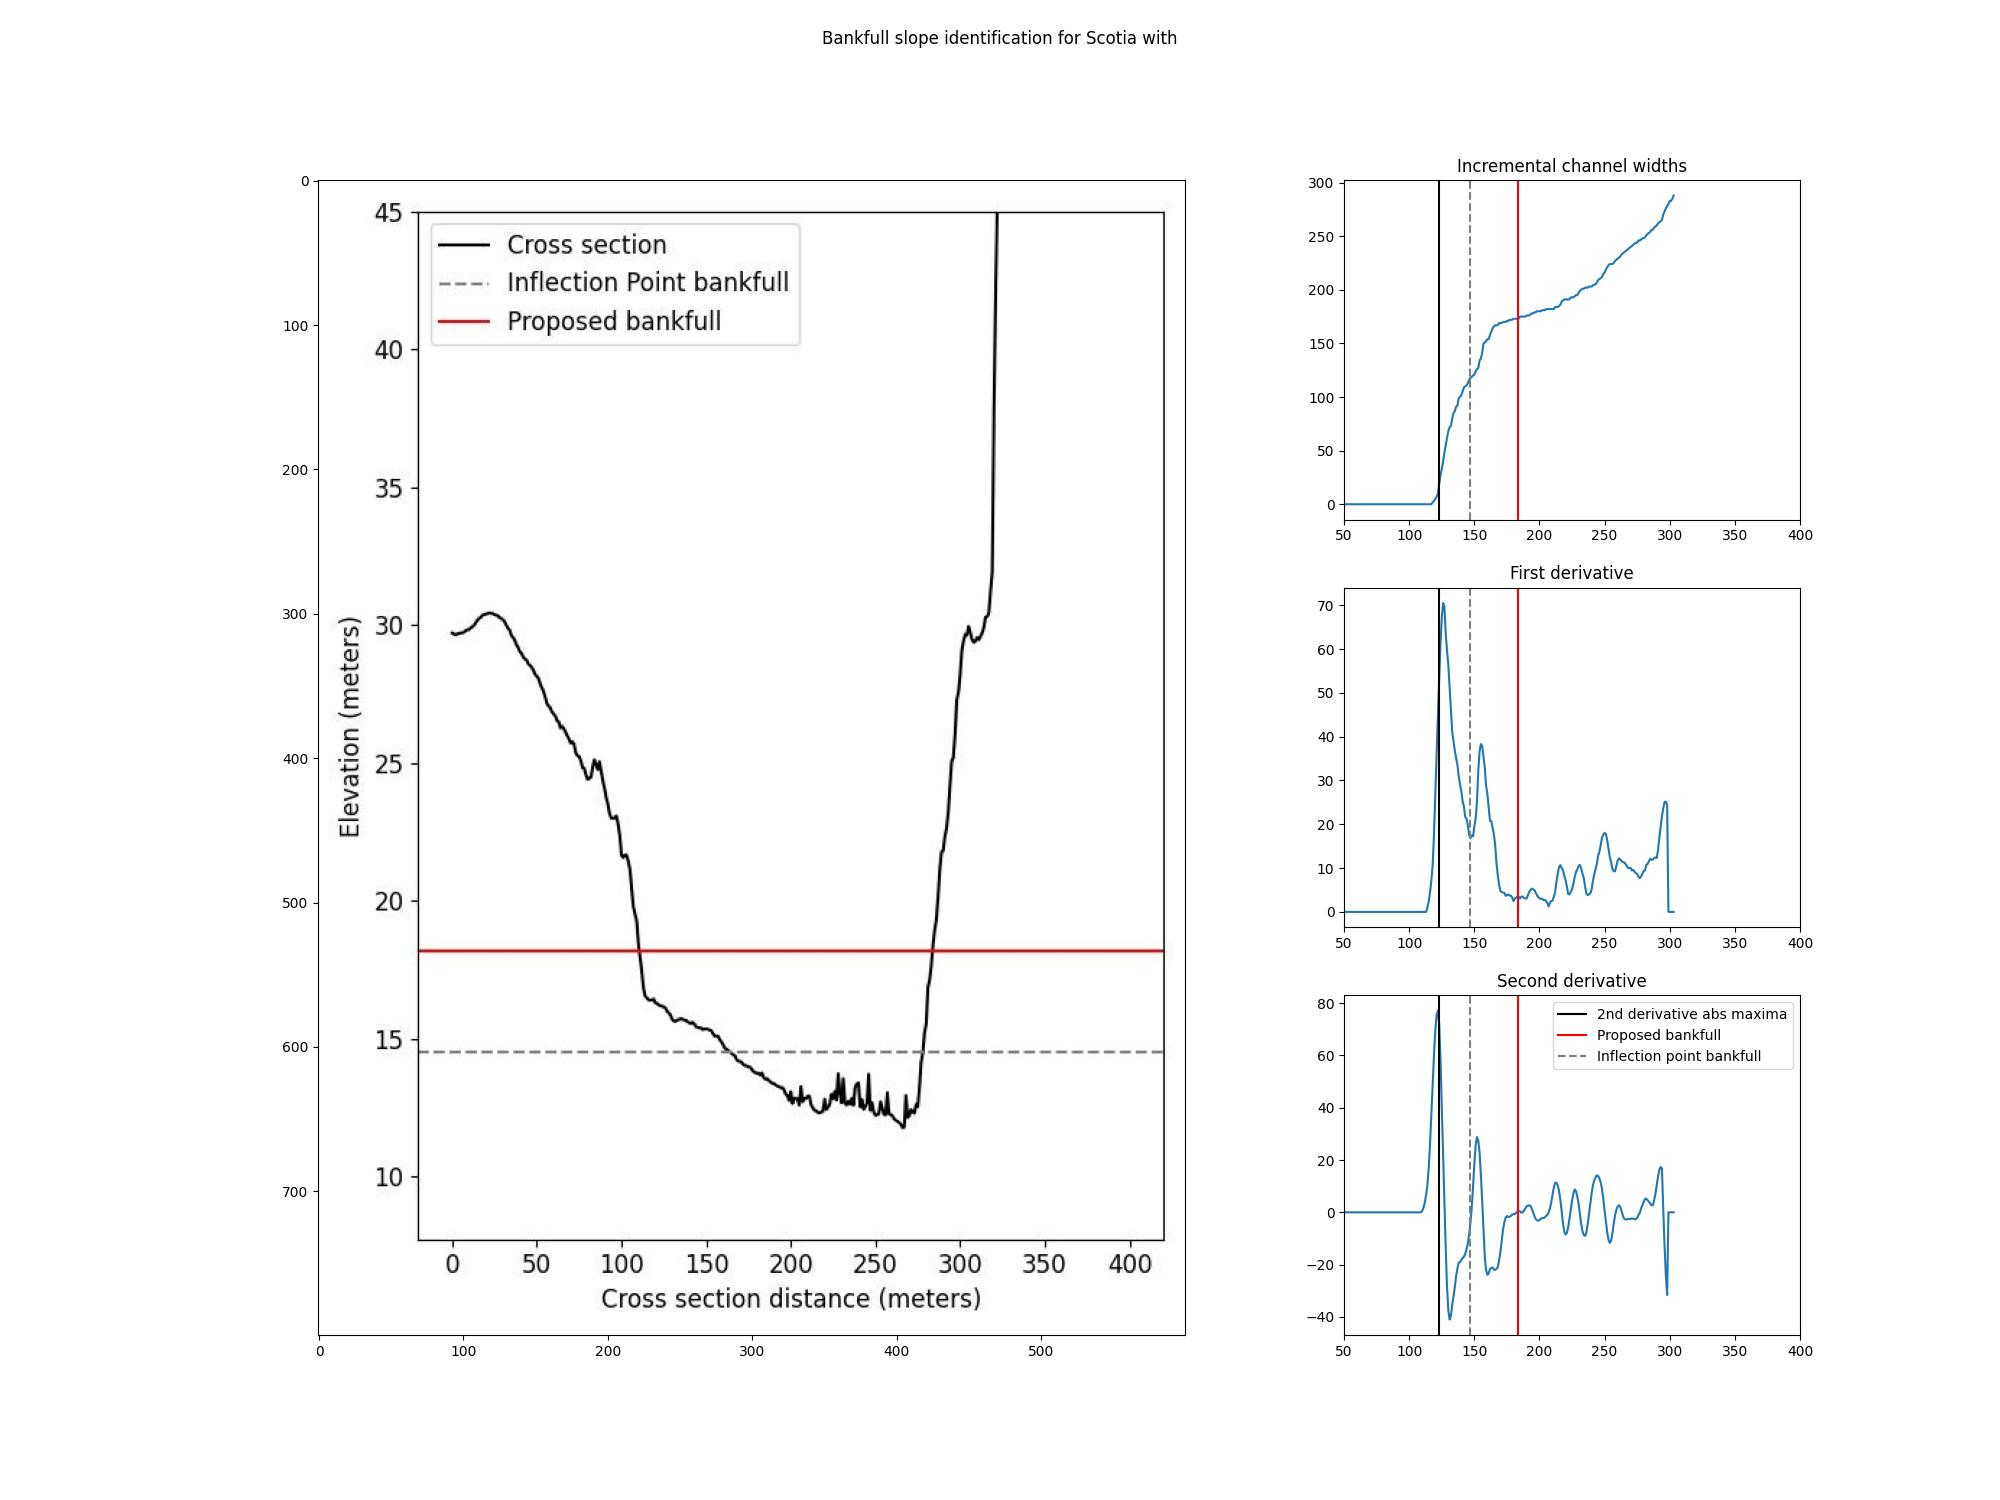 Bankfull slope identification for Scotia with
0
100
200
300
400
500
600
700
0
100
200
300
400
500
45
40
35
30
25
20
15
10
Elevation (meters)
Cross section
Inflection Point bankfull
Proposed bankfull
0 50 100 150 200 250 300 350 400
Cross section distance (meters)
Incremental channel widths
300
250
200
150
100
50
0
50 100 150 200 250 300 350 400
First derivative
70
60
50
40
30
20
10
0
50 100 150 200 250 300 350 400
Second derivative
80
60
40
20
0
−20
−40
2nd derivative abs maxima
Proposed bankfull
Inflection point bankfull
50 100 150 200 250 300 350 400